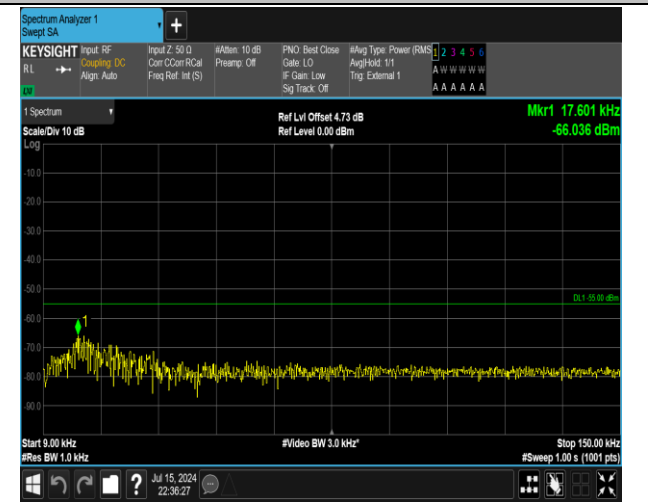 Spectrum Analyzer 1
Swept SA
+
KEYSIGHT Input: RF Input Z: 50 Ω #Atten: 10 dB PNO: Best Close #Avg Type: Power (RMS 1 2 3 4 5 6
RL Coupling: DC Corr CCorr RCal Preamp: Off Gate: LO Avg|Hold: 1/1 A W W W W W
Align: Auto Freq Ref: Int (S) IF Gain: Low Trig: External 1
Sig Track: Off A A A A A A
1 Spectrum Ref Lvl Offset 4.73 dB Mkr1 17.601 kHz
Scale/Div 10 dB Ref Level 0.00 dBm -66.036 dBm
Log
-10.0
-20.0
-30.0
-40.0
-50.0
DL1 -55.00 dBm
-60.0
1
-70.0
-80.0
-90.0
Start 9.00 kHz #Video BW 3.0 kHz* Stop 150.00 kHz
#Res BW 1.0 kHz #Sweep 1.00 s (1001 pts)
? Jul 15, 2024
22:36:27